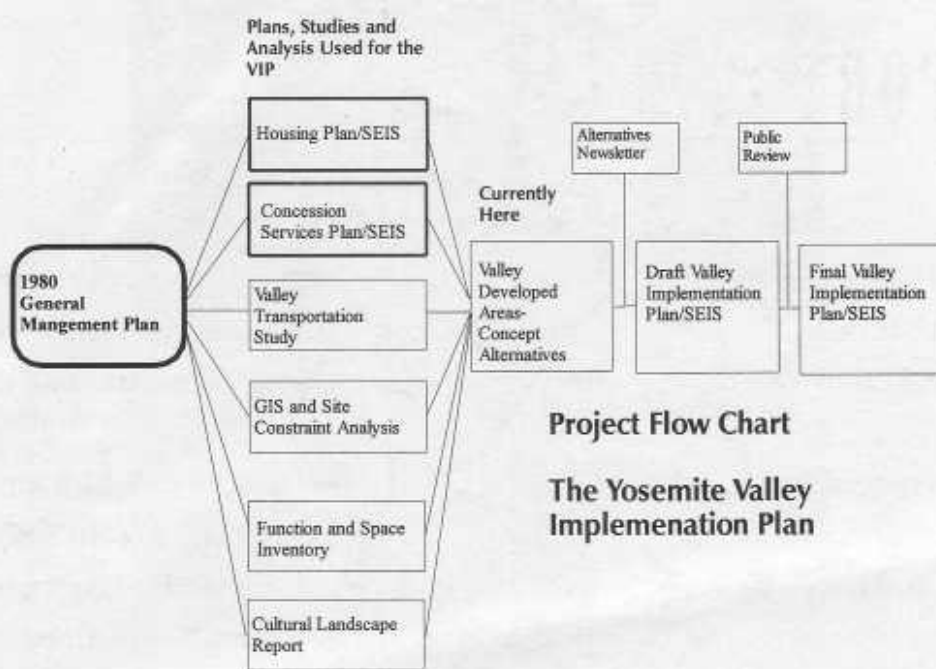 Plans, Studies and
Analysis Used for the
VIP
Housing Plan/SEIS
Concession
Services Plan/SEIS
Valley
Transportation
Study
GIS and Site
Constraint Analysis
Function and Space
Inventory
Cultural Landscape
Report
1980
General
Mangement Plan
Currently
Here
Valley
Developed
Areas-
Concept
Alternatives
Alternatives
Newsletter
Draft Valley
Implementation
Plan/SEIS
Public
Review
Final Valley
Implementation
Plan/SEIS
Project Flow Chart
The Yosemite Valley
Implemenation Plan